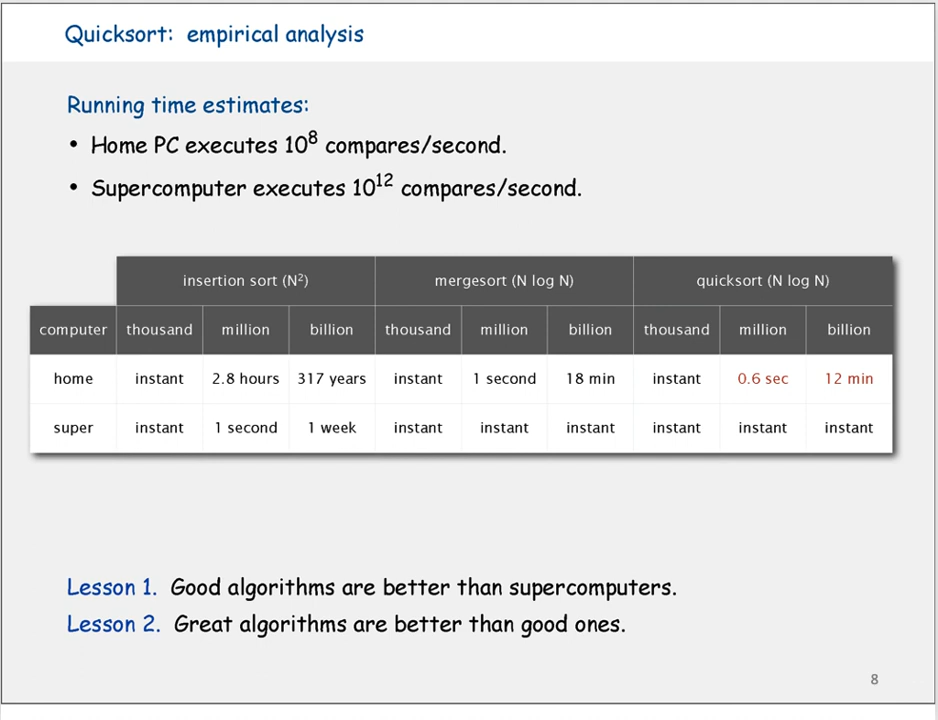 Quicksort: empirical analysis
Running time estimates:
• Home PC executes 10⁸ compares/second.
• Supercomputer executes 10¹² compares/second.
insertion sort (N²) mergesort (N log N) quicksort (N log N)
computer thousand million billion thousand million billion thousand million billion
home instant 2.8 hours 317 years instant 1 second 18 min instant 0.6 sec 12 min
super instant 1 second 1 week instant instant instant instant instant instant
Lesson 1. Good algorithms are better than supercomputers.
Lesson 2. Great algorithms are better than good ones.
8